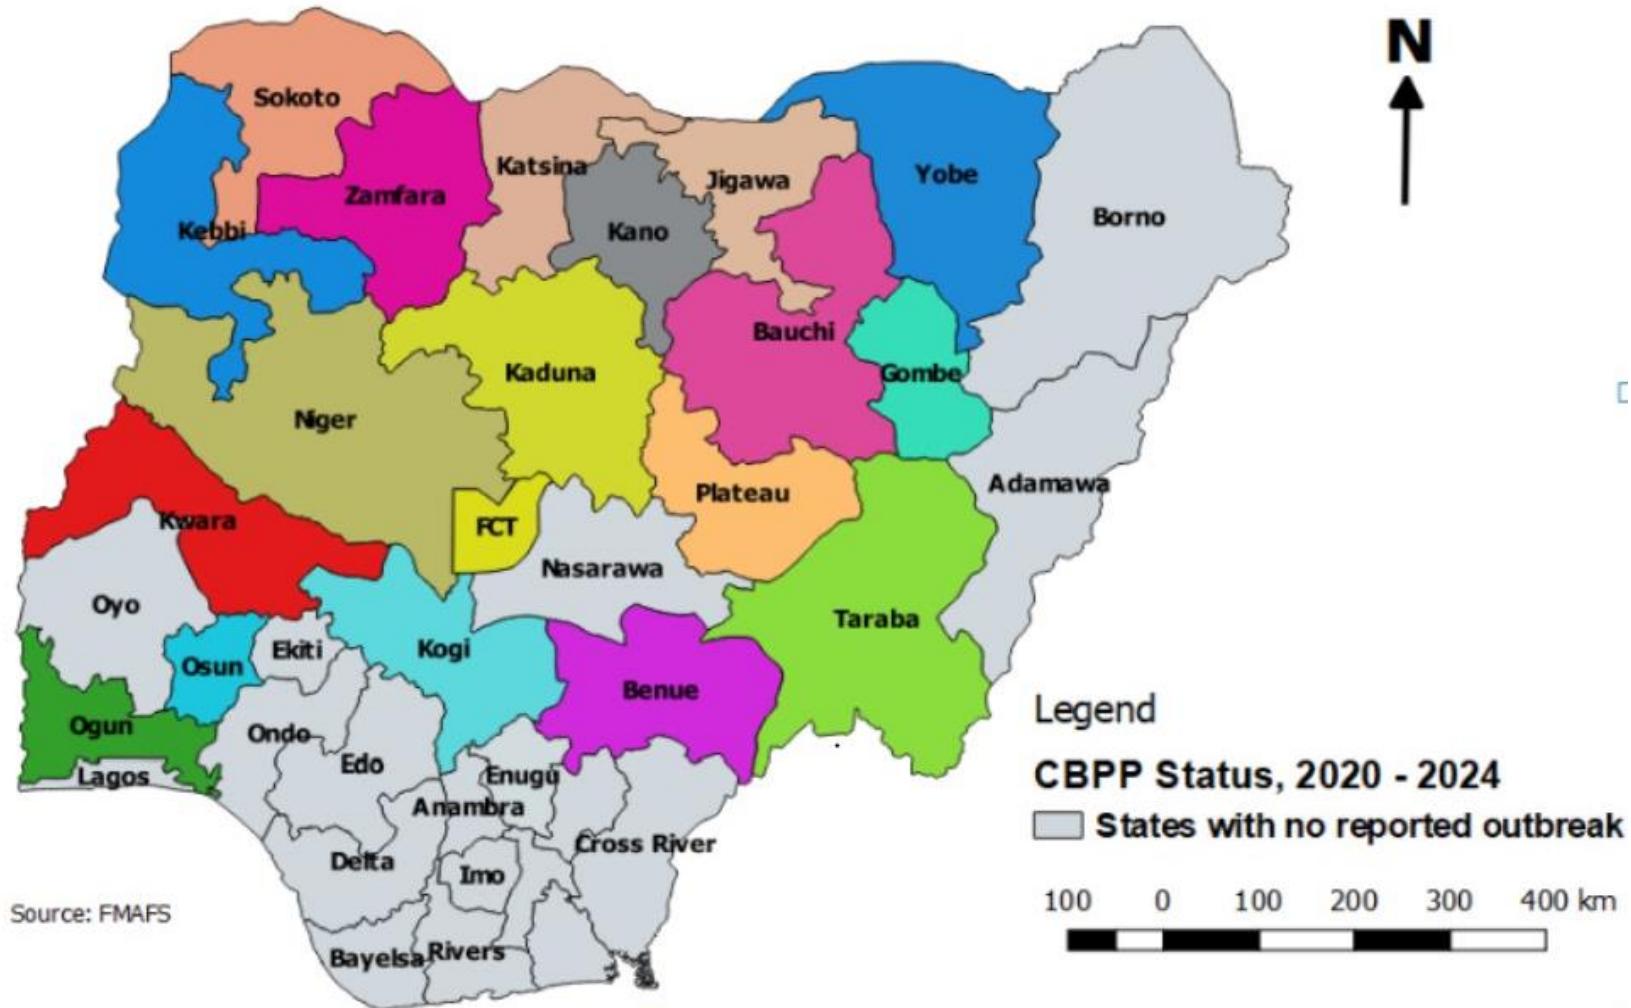 N
Sokoto
Katsina
Zamfara
Jigawa
Yobe
Kebbi
Kano
Borno
Bauchi
Kaduna
Gombe
Niger
Adamawa
Plateau
Kwara
FCT
Nasarawa
Oyo
Taraba
Ekiti
Kogi
Osun
Benue
Ogun
Ondo
Edo
Lagos
Enugu
Anambra
Cross River
Delta
Imo
Rivers
Bayelsa
Legend
CBPP Status, 2020 - 2024
States with no reported outbreak
100 0 100 200 300 400 km
Source: FMAFS